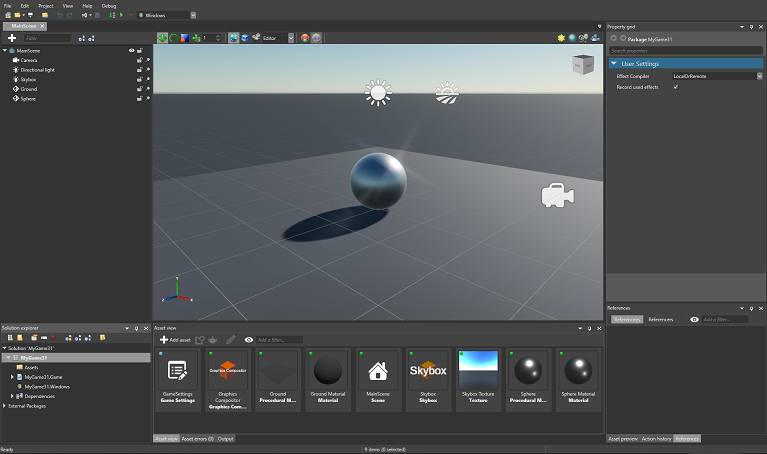 File Edit Project View Help Debug
Windows
MainScene
Filter
MainScene
Camera
Directional light
Skybox
Ground
Sphere
1
Editor
Y
Z X
Property grid
Package MyGame31
Search properties
User Settings
Effect Compiler LocalOrRemote
Record used effects
References
Referencees References Add a filter...
Solution explorer
Solution 'MyGame31'
MyGame31
Assets
MyGame31.Game
MyGame31.Windows
Dependencies
External Packages
Asset view
Add asset Add a filter...
GameSettings
Game Settings
Graphics Compositor
Graphics
Compositor
Graphics Com...
Ground
Procedural M...
Ground Material
Material
MainScene
Scene
Skybox
Skybox
Skybox
Skybox Texture
Texture
Sphere
Procedural M...
Sphere Material
Material
Asset view Asset errors (0) Output
Asset preview Action history References
Ready
9 items (0 selected)